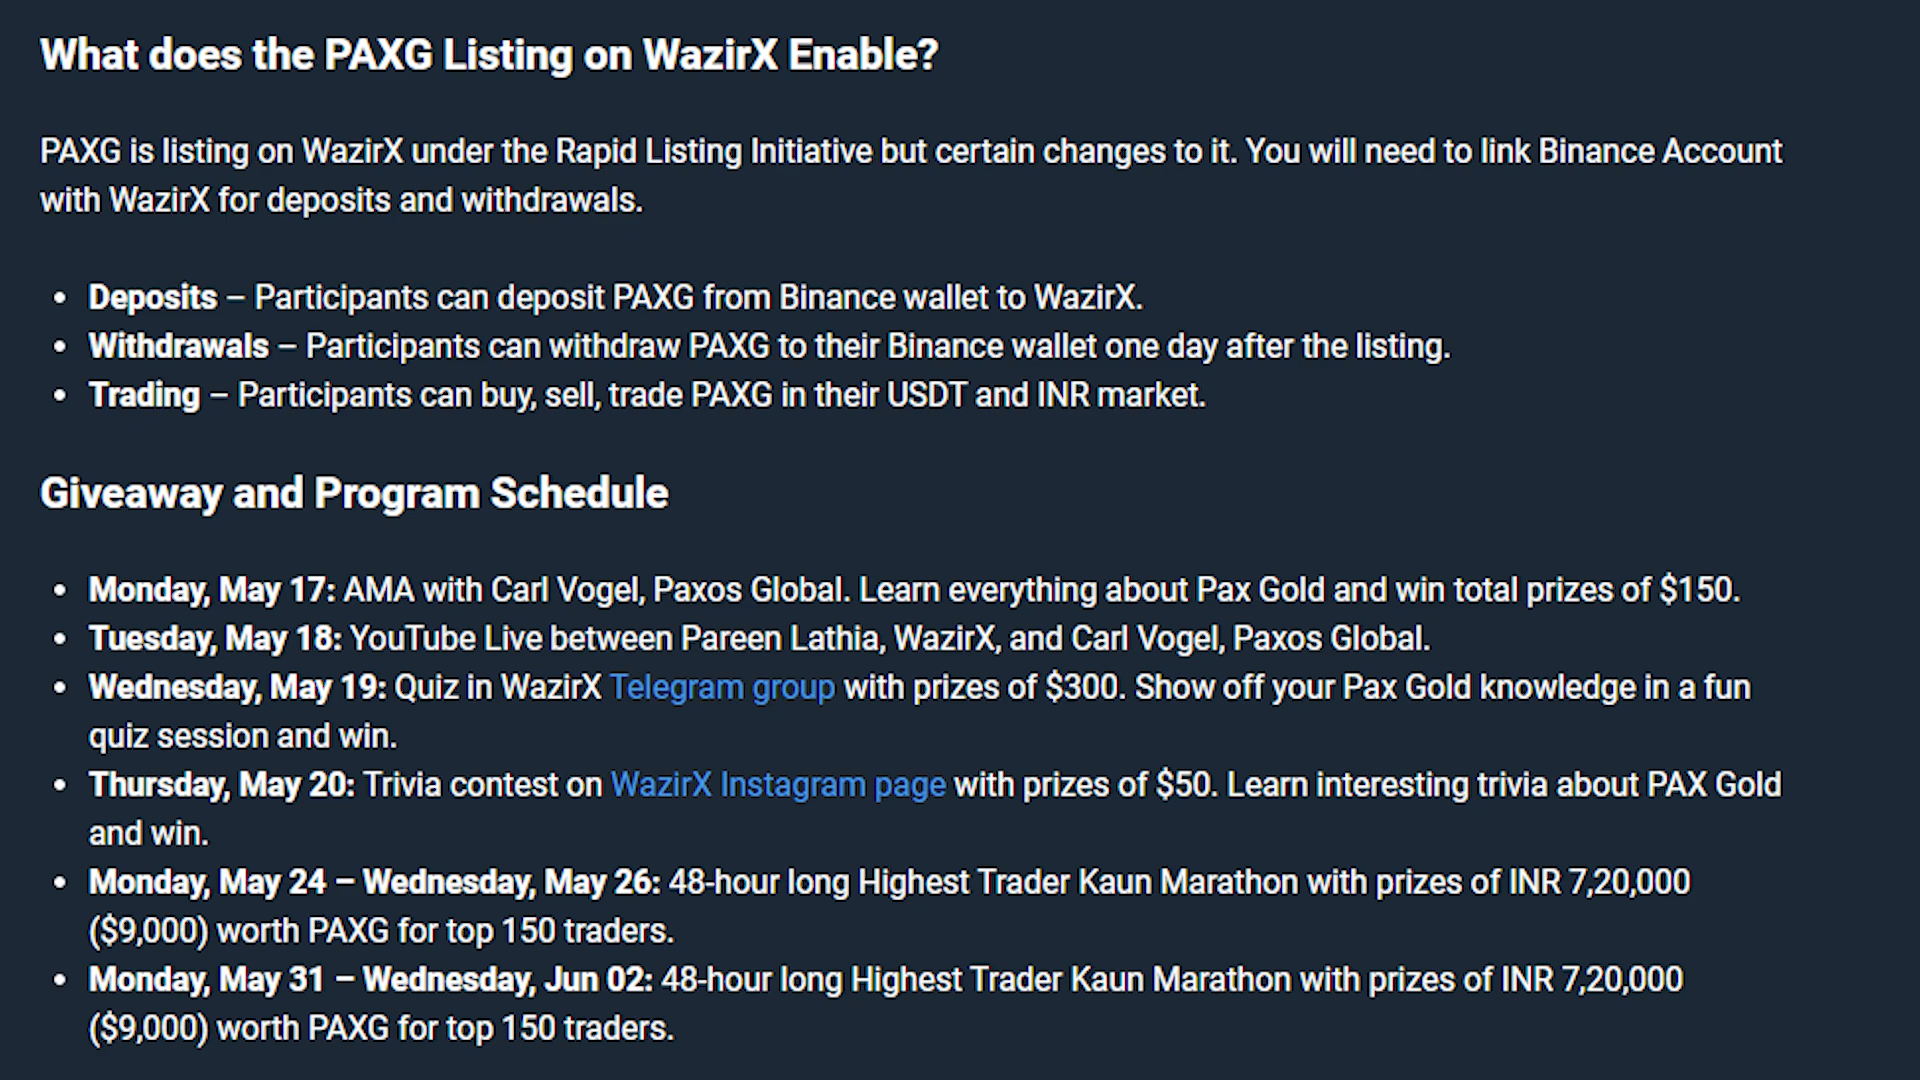 What does the PAXG Listing on WazirX Enable?
PAXG is listing on WazirX under the Rapid Listing Initiative but certain changes to it. You will need to link Binance Account
with WazirX for deposits and withdrawals.
• Deposits – Participants can deposit PAXG from Binance wallet to WazirX.
• Withdrawals – Participants can withdraw PAXG to their Binance wallet one day after the listing.
• Trading – Participants can buy, sell, trade PAXG in their USDT and INR market.
Giveaway and Program Schedule
• Monday, May 17: AMA with Carl Vogel, Paxos Global. Learn everything about Pax Gold and win total prizes of $150.
• Tuesday, May 18: YouTube Live between Pareen Lathia, WazirX, and Carl Vogel, Paxos Global.
• Wednesday, May 19: Quiz in WazirX Telegram group with prizes of $300. Show off your Pax Gold knowledge in a fun
quiz session and win.
• Thursday, May 20: Trivia contest on WazirX Instagram page with prizes of $50. Learn interesting trivia about PAX Gold
and win.
• Monday, May 24 – Wednesday, May 26: 48-hour long Highest Trader Kaun Marathon with prizes of INR 7,20,000
($9,000) worth PAXG for top 150 traders.
• Monday, May 31 – Wednesday, Jun 02: 48-hour long Highest Trader Kaun Marathon with prizes of INR 7,20,000
($9,000) worth PAXG for top 150 traders.